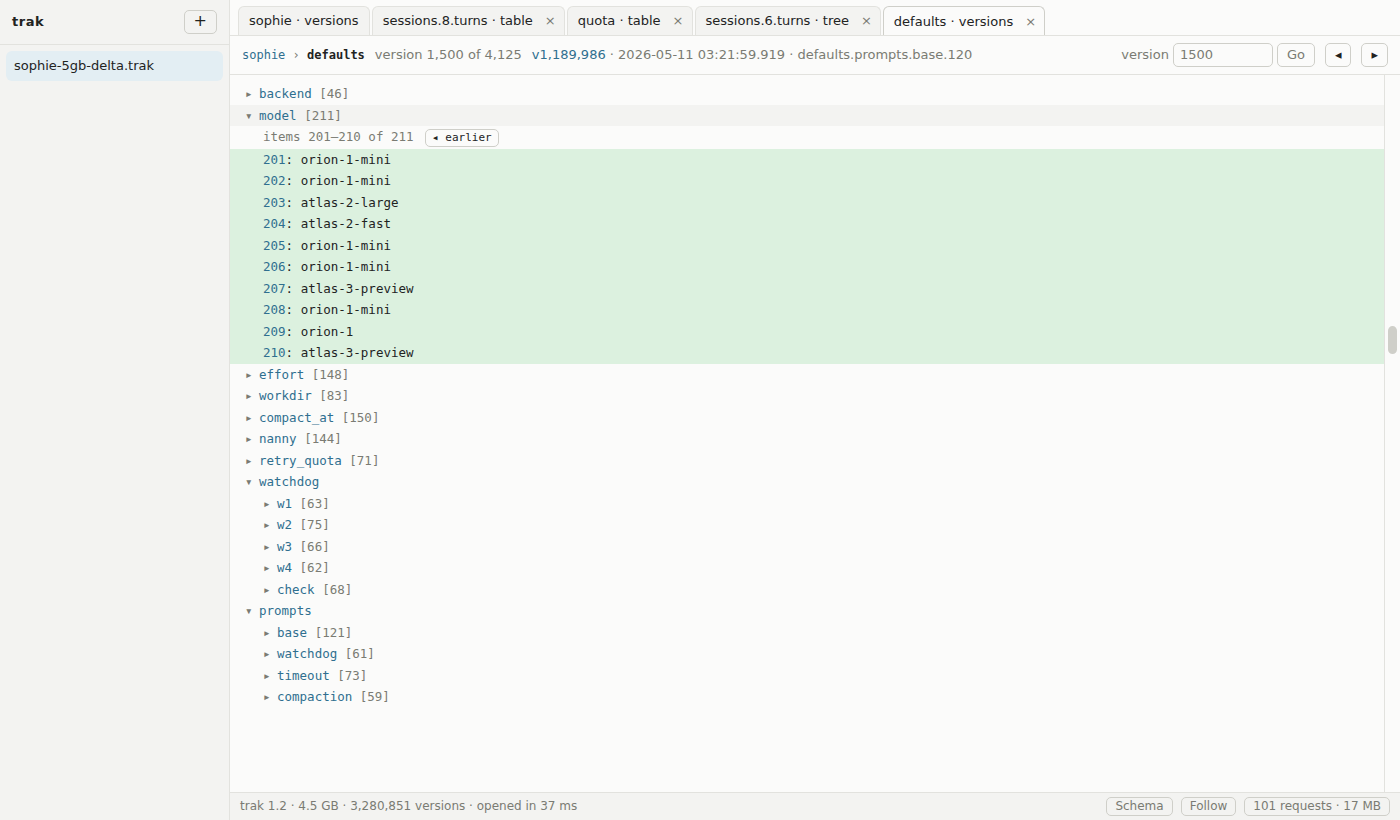 trak +
sophie-5gb-delta.trak
sophie · versions sessions.8.turns · table × quota · table × sessions.6.turns · tree × defaults · versions ×
sophie › defaults version 1,500 of 4,125 v1,189,986 · 2026-05-11 03:21:59.919 · defaults.prompts.base.120 version 1500 Go ◂ ▸
▸ backend [46]
▾ model [211]
items 201–210 of 211 ◂ earlier
201: orion-1-mini
202: orion-1-mini
203: atlas-2-large
204: atlas-2-fast
205: orion-1-mini
206: orion-1-mini
207: atlas-3-preview
208: orion-1-mini
209: orion-1
210: atlas-3-preview
▸ effort [148]
▸ workdir [83]
▸ compact_at [150]
▸ nanny [144]
▸ retry_quota [71]
▾ watchdog
▸ w1 [63]
▸ w2 [75]
▸ w3 [66]
▸ w4 [62]
▸ check [68]
▾ prompts
▸ base [121]
▸ watchdog [61]
▸ timeout [73]
▸ compaction [59]
trak 1.2 · 4.5 GB · 3,280,851 versions · opened in 37 ms Schema Follow 101 requests · 17 MB